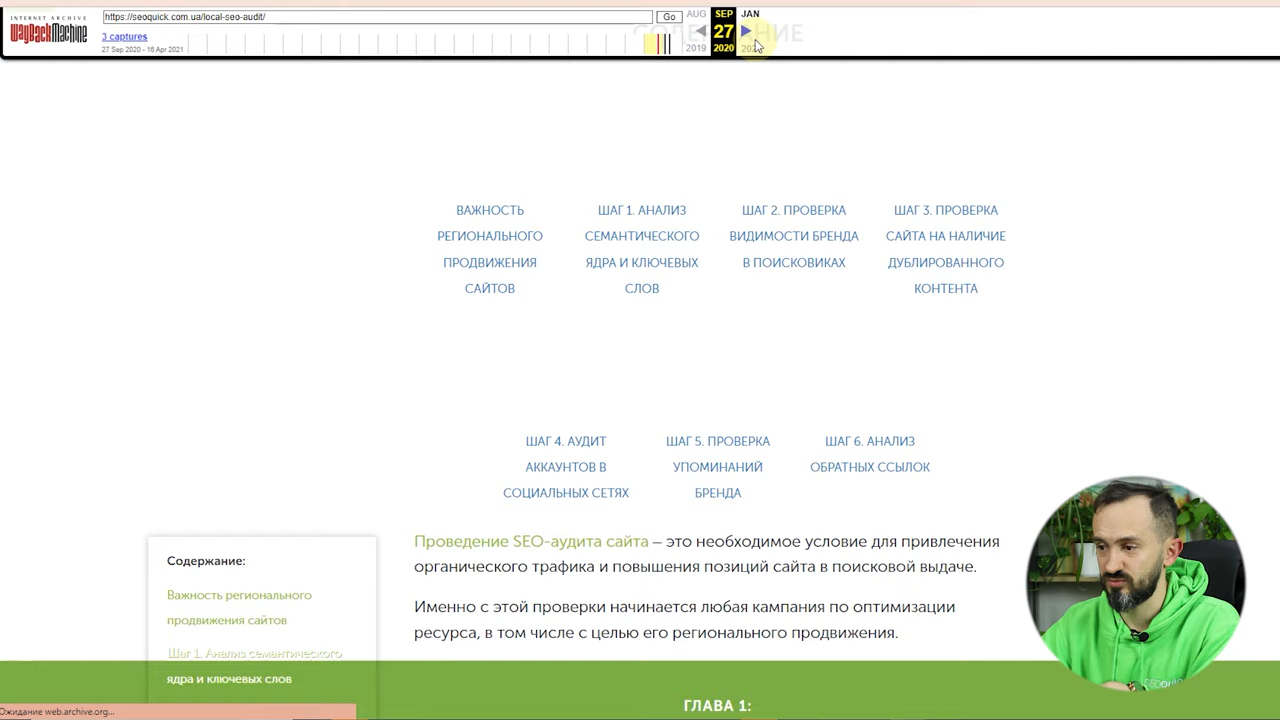 INTERNET ARCHIVE
WayBackMachine
https://seoquick.com.ua/local-seo-audit/
Go
3 captures
27 Sep 2020 - 16 Apr 2021
AUG SEP JAN
27
2019 2020
ВАЖНОСТЬ
РЕГИОНАЛЬНОГО
ПРОДВИЖЕНИЯ
САЙТОВ
ШАГ 1. АНАЛИЗ
СЕМАНТИЧЕСКОГО
ЯДРА И КЛЮЧЕВЫХ
СЛОВ
ШАГ 2. ПРОВЕРКА
ВИДИМОСТИ БРЕНДА
В ПОИСКОВИКАХ
ШАГ 3. ПРОВЕРКА
САЙТА НА НАЛИЧИЕ
ДУБЛИРОВАННОГО
КОНТЕНТА
ШАГ 4. АУДИТ
АККАУНТОВ В
СОЦИАЛЬНЫХ СЕТЯХ
ШАГ 5. ПРОВЕРКА
УПОМИНАНИЙ
БРЕНДА
ШАГ 6. АНАЛИЗ
ОБРАТНЫХ ССЫЛОК
Содержание:
Важность регионального
продвижения сайтов
Шаг 1. Анализ семантического
ядра и ключевых слов
Проведение SEO-аудита сайта – это необходимое условие для привлечения
органического трафика и повышения позиций сайта в поисковой выдаче.
Именно с этой проверки начинается любая кампания по оптимизации
ресурса, в том числе с целью его регионального продвижения.
ГЛАВА 1:
Ожидание web.archive.org...